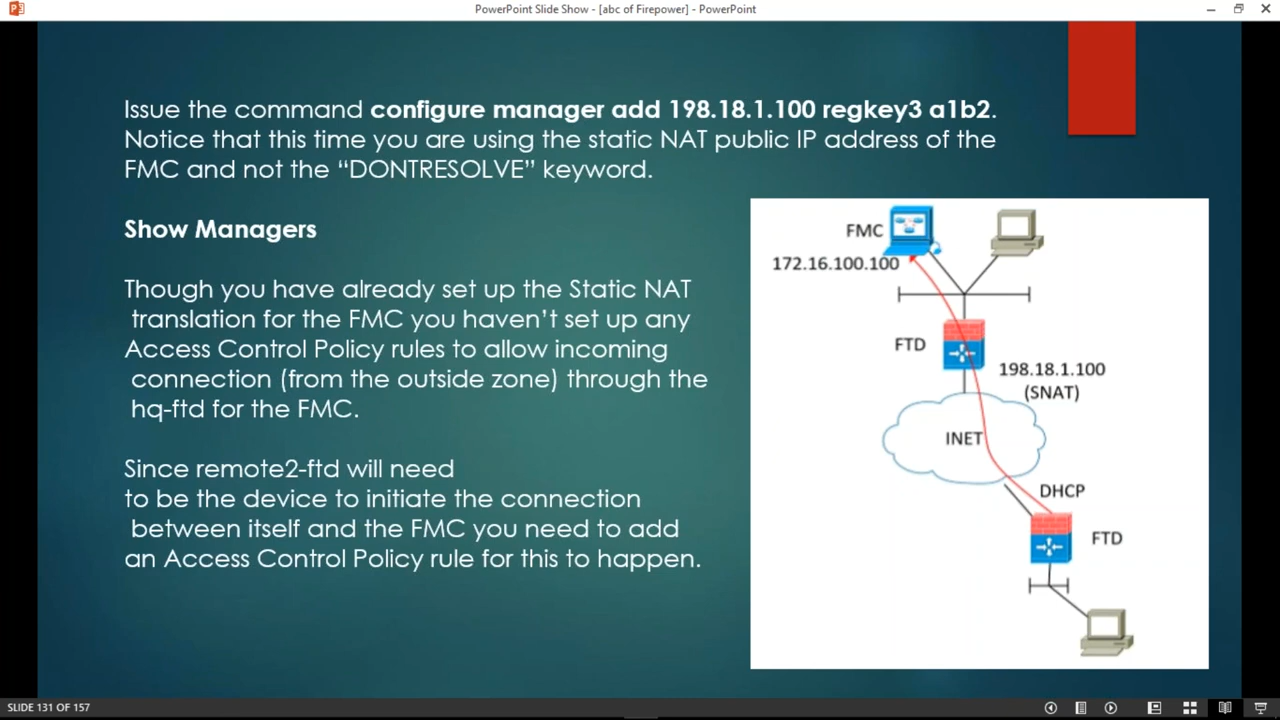 PowerPoint Slide Show - [abc of Firepower] - PowerPoint
Issue the command configure manager add 198.18.1.100 regkey3 a1b2.
Notice that this time you are using the static NAT public IP address of the
FMC and not the “DONTRESOLVE” keyword.
Show Managers
Though you have already set up the Static NAT
translation for the FMC you haven’t set up any
Access Control Policy rules to allow incoming
connection (from the outside zone) through the
hq-ftd for the FMC.
Since remote2-ftd will need
to be the device to initiate the connection
between itself and the FMC you need to add
an Access Control Policy rule for this to happen.
FMC
172.16.100.100
FTD
198.18.1.100
(SNAT)
INET
DHCP
FTD
SLIDE 131 OF 157